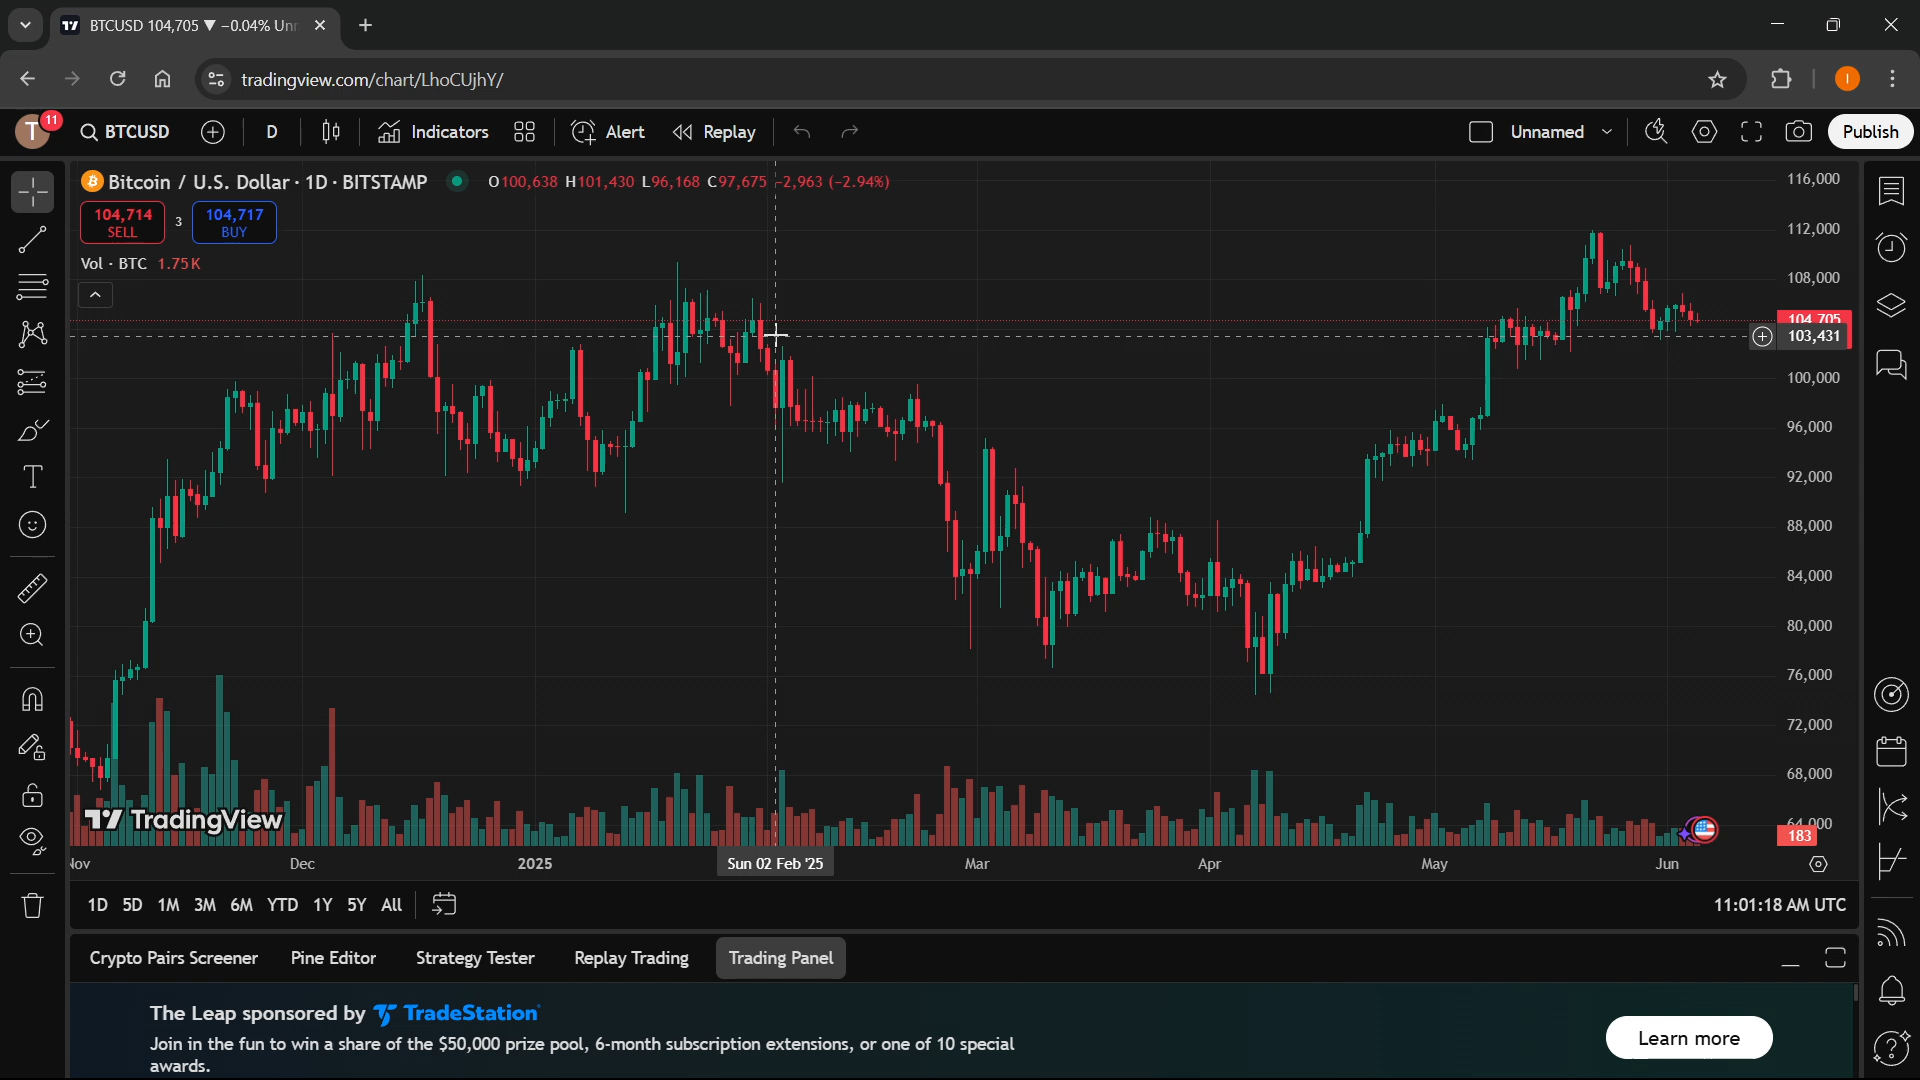 BTCUSD 104,705 ▼ −0.04% Unn
tradingview.com/chart/LhoCUjhY/
T 11 BTCUSD D Indicators Alert Replay Unnamed Publish
Bitcoin / U.S. Dollar · 1D · BITSTAMP O100,638 H101,430 L96,168 C97,675 −2,963 (−2.94%)
104,714 SELL 3 104,717 BUY
Vol · BTC 1.75K
116,000
112,000
108,000
104,705
103,431
100,000
96,000
92,000
88,000
84,000
80,000
76,000
72,000
68,000
64,000
183
TradingView
Nov Dec 2025 Sun 02 Feb '25 Mar Apr May Jun
1D 5D 1M 3M 6M YTD 1Y 5Y All 11:01:18 AM UTC
Crypto Pairs Screener Pine Editor Strategy Tester Replay Trading Trading Panel
The Leap sponsored by TradeStation
Join in the fun to win a share of the $50,000 prize pool, 6-month subscription extensions, or one of 10 special
awards.
Learn more